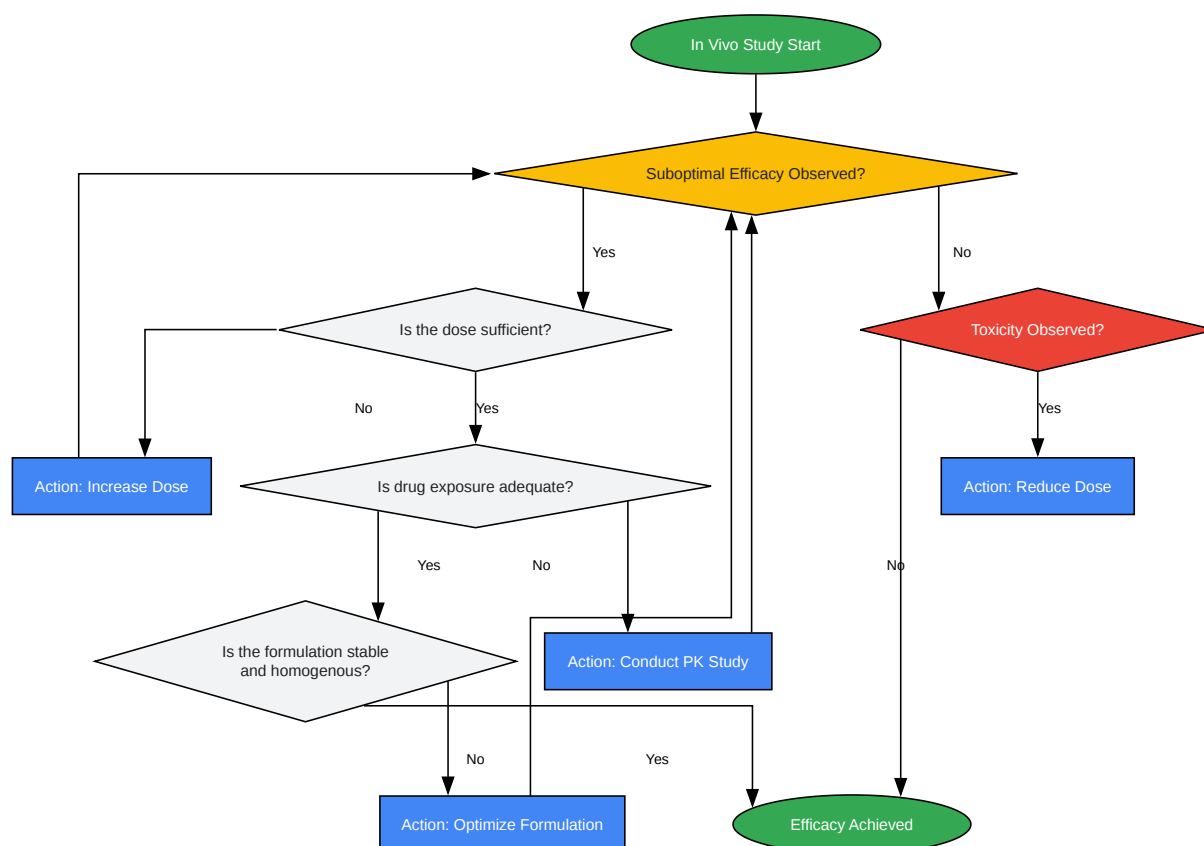 In Vivo Study Start
Suboptimal Efficacy Observed?
Yes
No
Is the dose sufficient?
Toxicity Observed?
No
Yes
Yes
Action: Increase Dose
Is drug exposure adequate?
Action: Reduce Dose
Yes
No
No
Is the formulation stable
and homogenous?
Action: Conduct PK Study
No
Yes
Action: Optimize Formulation
Efficacy Achieved